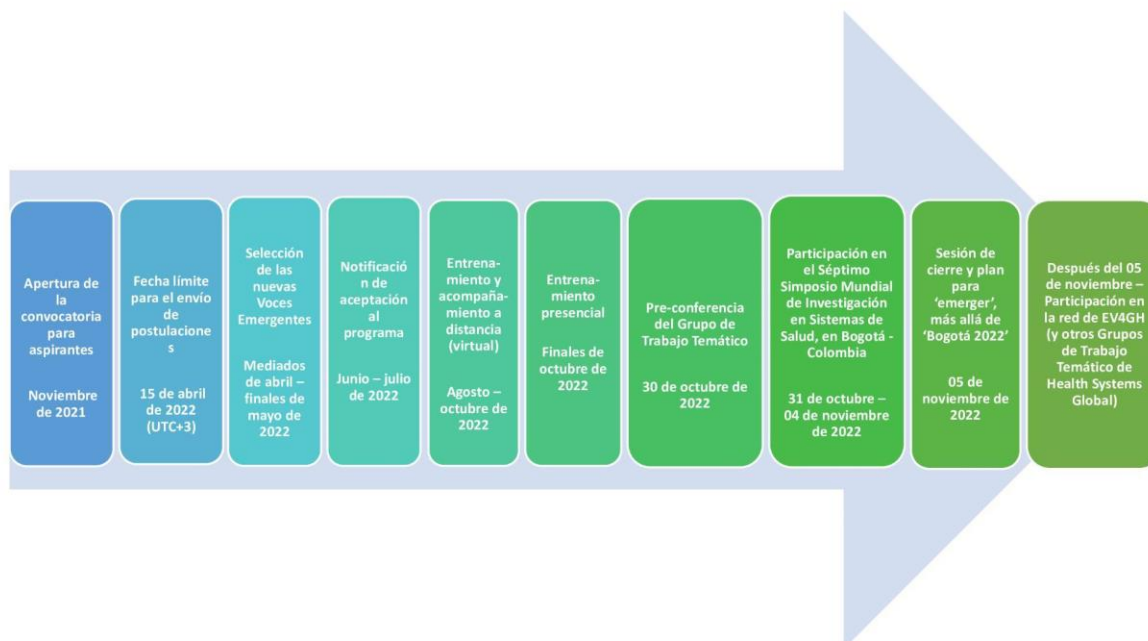 Apertura de
la
convocatoria
para
aspirantes
Noviembre
de 2021
Fecha límite
para el envío
de
postulacione
s
15 de abril
de 2022
(UTC+3)
Selección
de las
nuevas
Voces
Emergentes
Mediados
de abril –
finales de
mayo de
2022
Notificació
n de
aceptación
al
programa
Junio – julio
de 2022
Entrena-
miento y
acompaña-
miento a
distancia
(virtual)
Agosto –
octubre de
2022
Entrena-
miento
presencial
Finales de
octubre de
2022
Pre-conferencia
del Grupo de
Trabajo Temático
30 de octubre de
2022
Participación en
el Séptimo
Simposio Mundial
de Investigación
en Sistemas de
Salud, en Bogotá -
Colombia
31 de octubre –
04 de noviembre
de 2022
Sesión de
cierre y plan
para
‘emerger’,
más allá de
‘Bogotá 2022’
05 de
noviembre de
2022
Después del 05
de noviembre –
Participación en
la red de EV4GH
(y otros Grupos
de Trabajo
Temático de
Health Systems
Global)